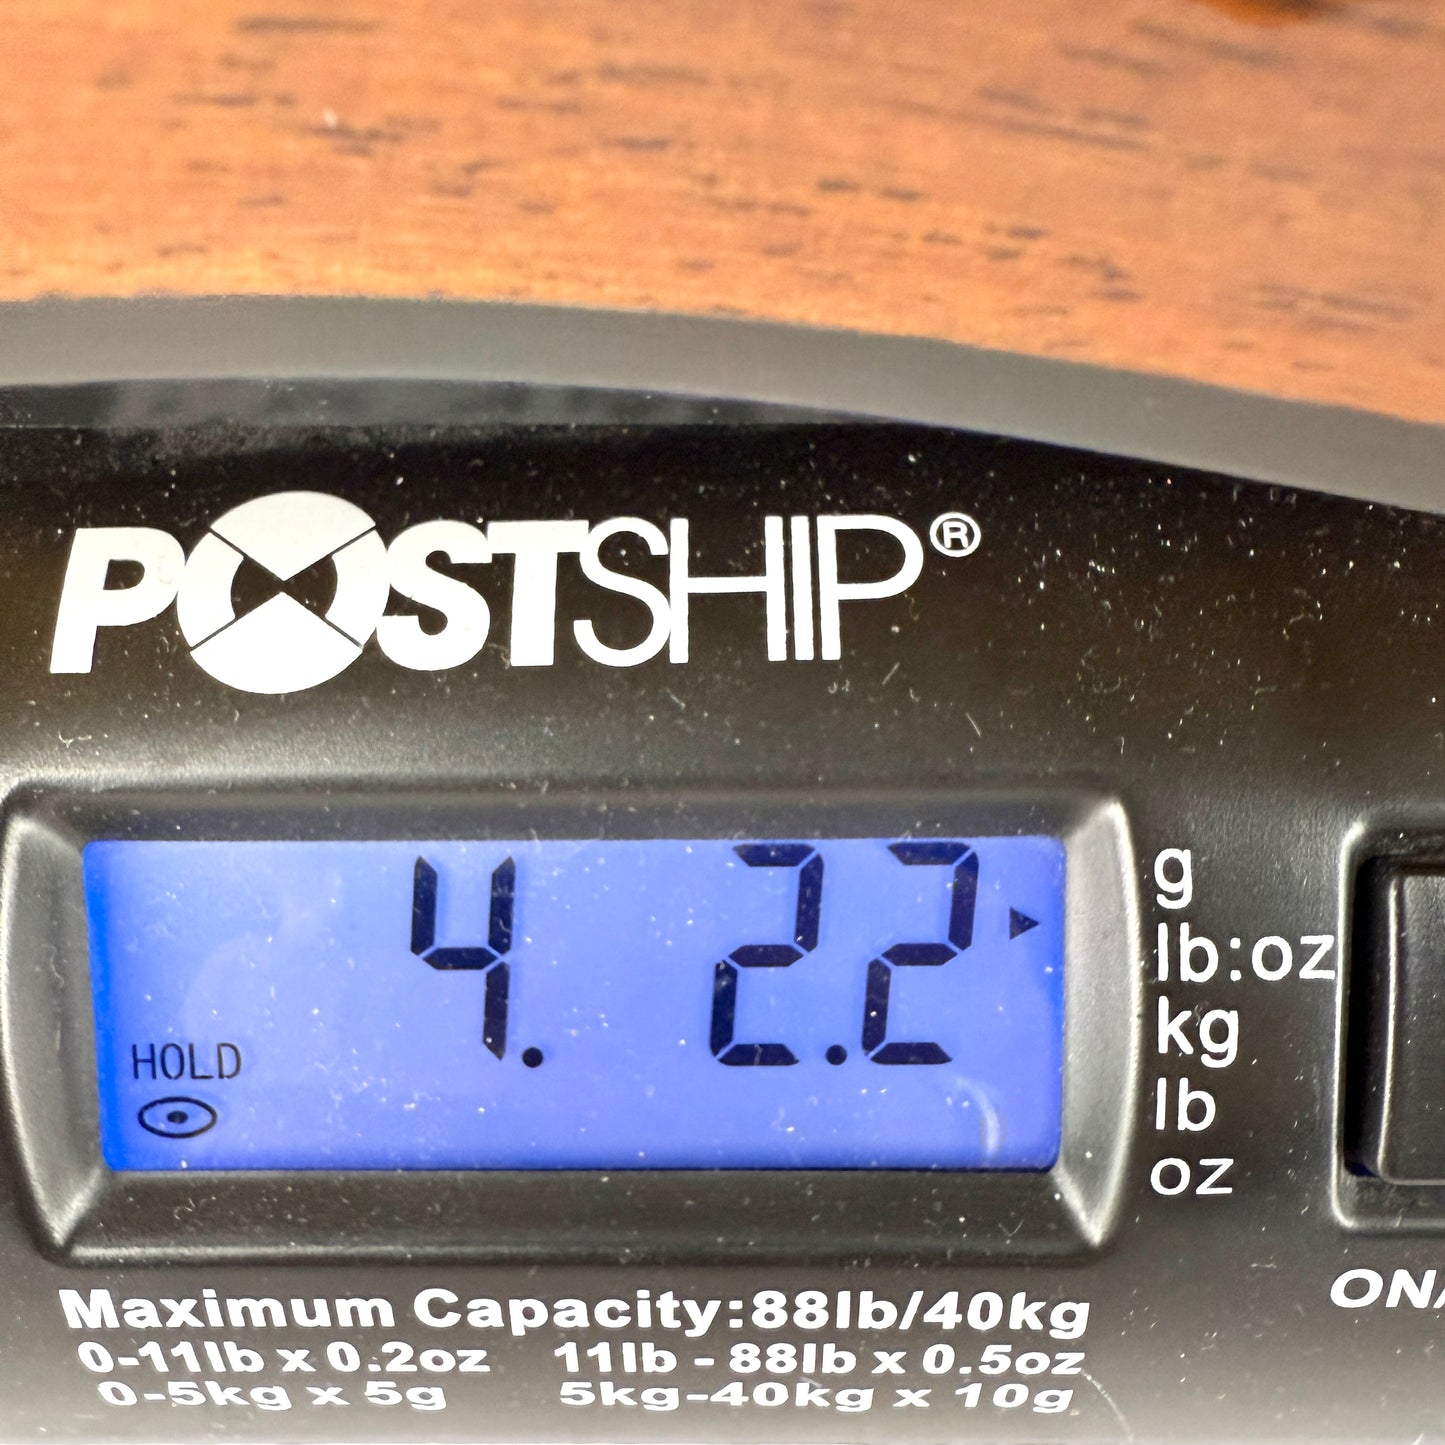 POSTSHIP®
4. 2.2
HOLD
g
lb:oz
kg
lb
oz
ON/
Maximum Capacity:88lb/40kg
0-11lb x 0.2oz 11lb - 88lb x 0.5oz
0-5kg x 5g 5kg-40kg x 10g